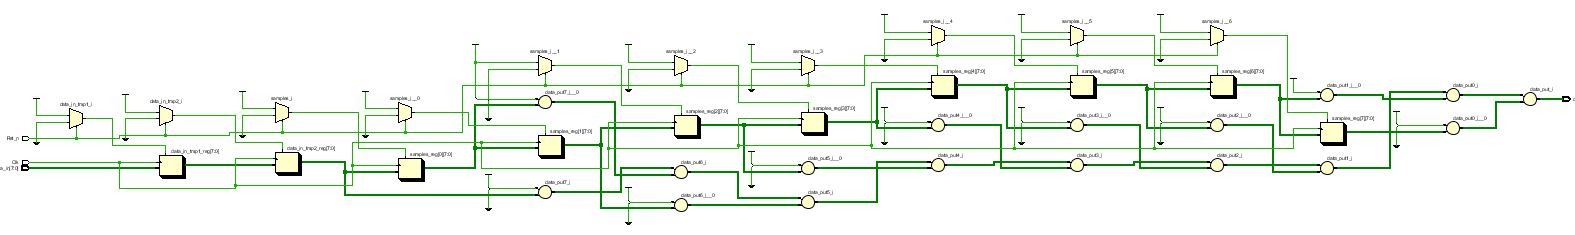 samples_i__4
samples_i__5
samples_i__6
samples_i__1
samples_i__2
samples_i__3
samples_reg[4][7:0]
samples_reg[5][7:0]
samples_reg[6][7:0]
data_in_tmp1_i
data_in_tmp2_i
samples_i
samples_i__0
data_out7_i__0
data_out1_i__0
data_out0_i
data_out_i
samples_reg[2][7:0]
samples_reg[3][7:0]
data_out4_i__0
data_out3_i__0
data_out2_i__0
samples_reg[7][7:0]
data_out0_i__0
Rst_n
samples_reg[1][7:0]
data_in_tmp1_reg[7:0]
data_in_tmp2_reg[7:0]
samples_reg[0][7:0]
Clk
data_out6_i
data_out5_i__0
data_out4_i
data_out3_i
data_out2_i
data_out1_i
data_out7_i
data_out6_i__0
data_out5_i